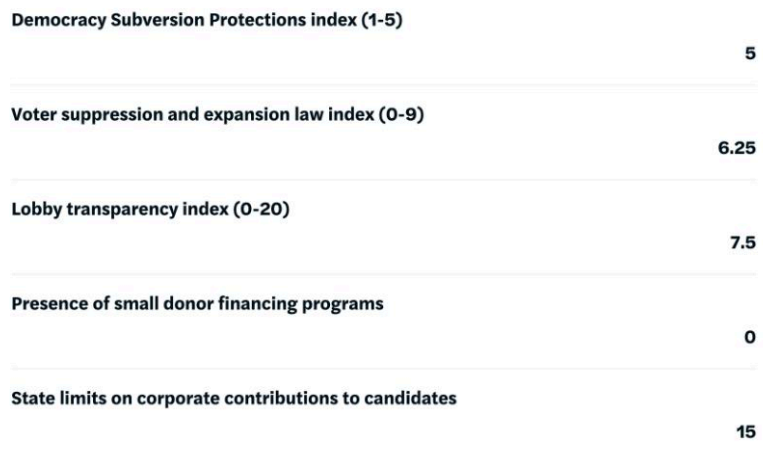 Democracy Subversion Protections index (1-5)
5
Voter suppression and expansion law index (0-9)
6.25
Lobby transparency index (0-20)
7.5
Presence of small donor financing programs
0
State limits on corporate contributions to candidates
15